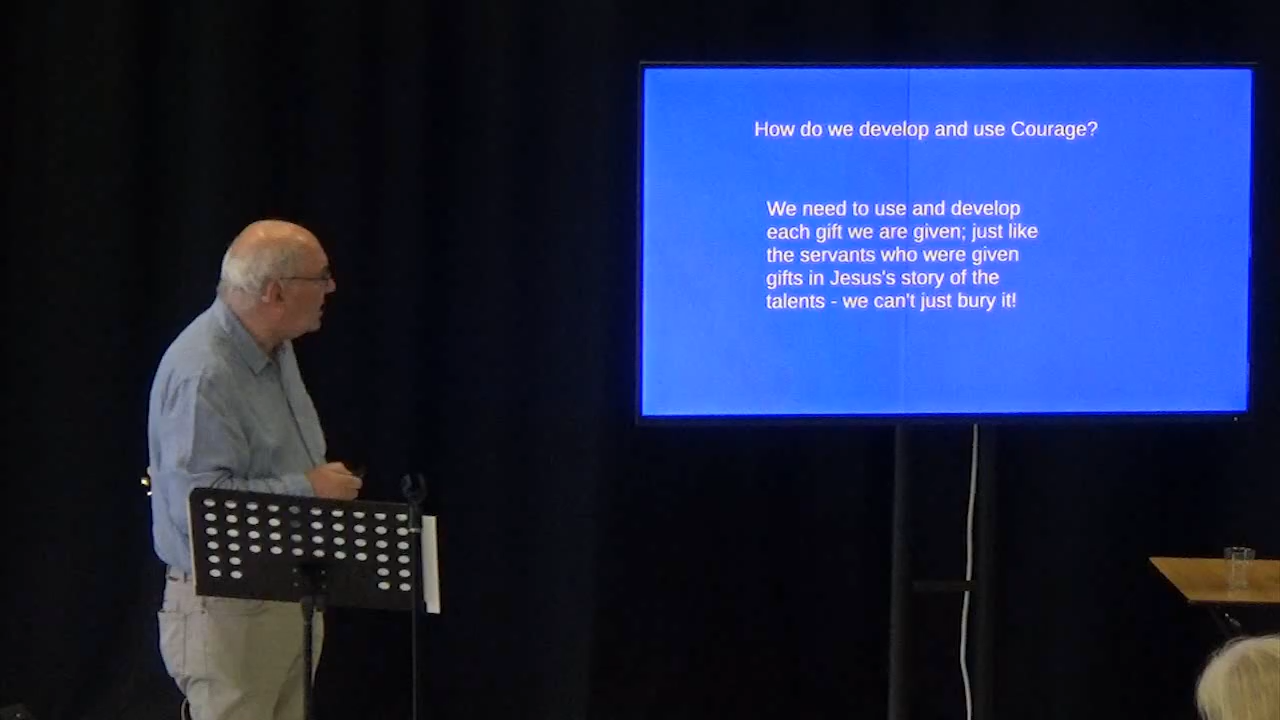 How do we develop and use Courage?
We need to use and develop
each gift we are given; just like
the servants who were given
gifts in Jesus's story of the
talents - we can't just bury it!